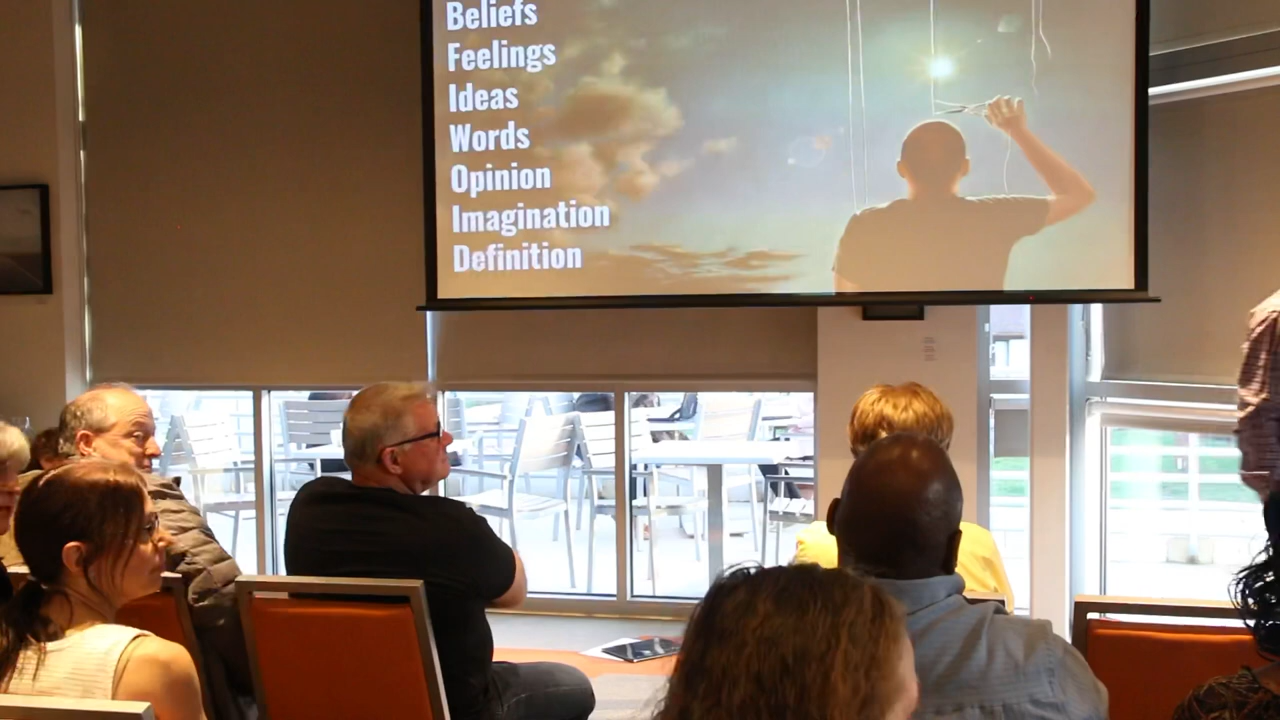 Beliefs
Feelings
Ideas
Words
Opinion
Imagination
Definition